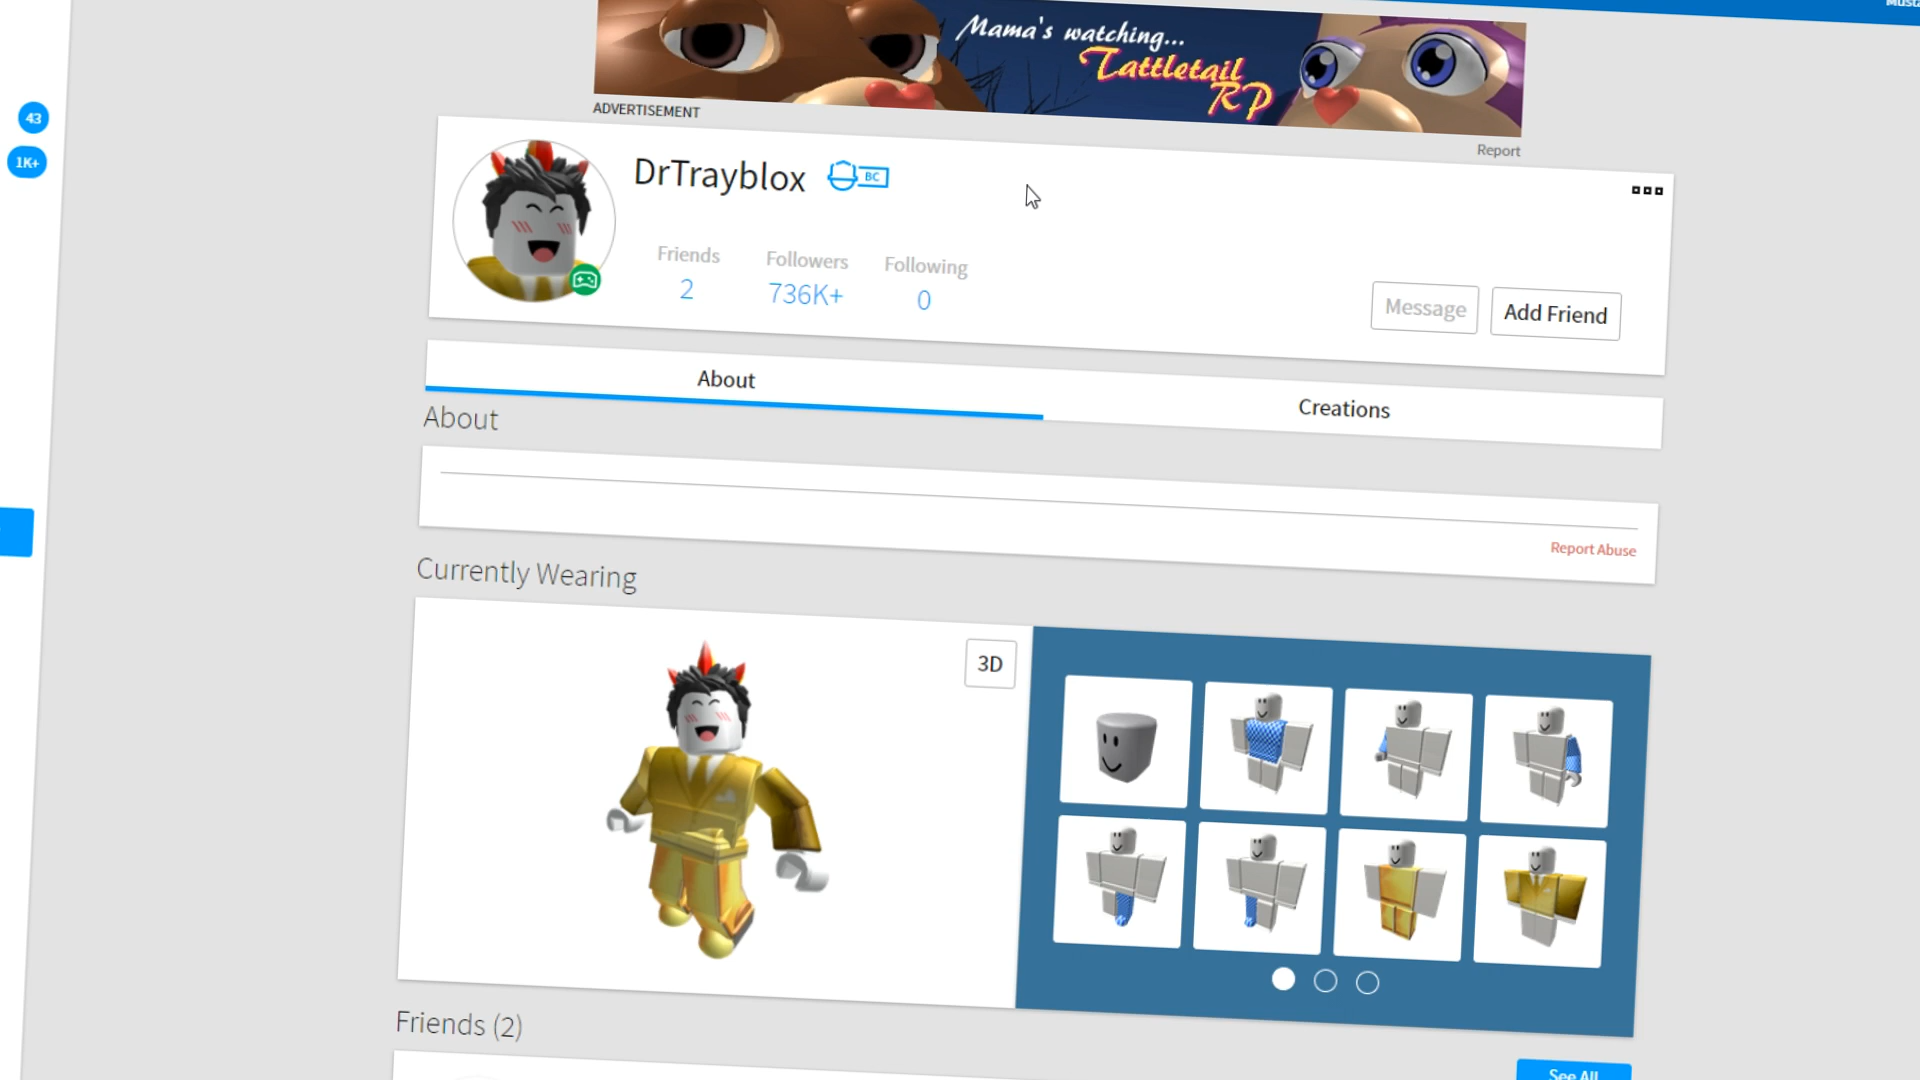 Musta
Mama's watching...
Tattletail
RP
ADVERTISEMENT
Report
43
1K+
DrTrayblox
BC
Friends
Followers
Following
2
736K+
0
Message
Add Friend
About
Creations
About
Report Abuse
Currently Wearing
3D
Friends (2)
See All